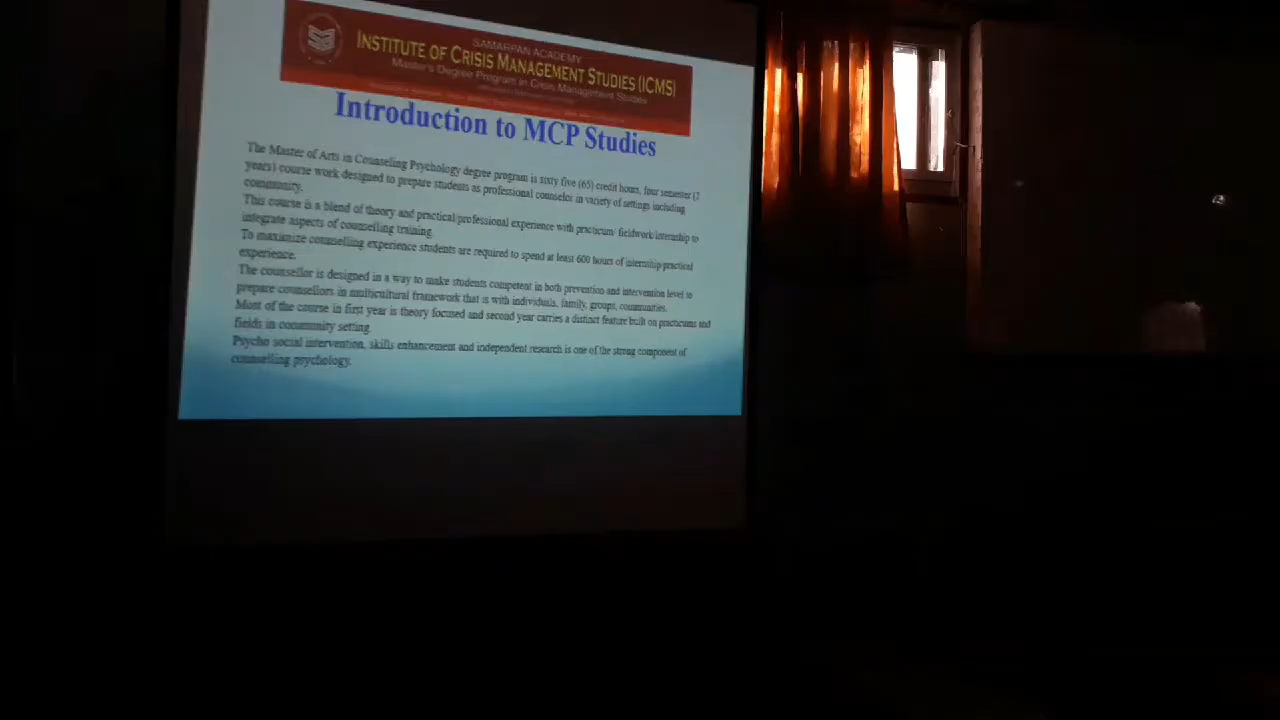 SAMARPAN ACADEMY
INSTITUTE OF CRISIS MANAGEMENT STUDIES (ICMS)
Master's Degree Program in Crisis Management Studies
Introduction to MCP Studies
The Master of Arts in Counseling Psychology degree program is sixty five (65) credit hours, four semester (2
years) course work designed to prepare students as professional counselor in variety of settings including
community.
This course is a blend of theory and practical/professional experience with practicum/ fieldwork/internship to
integrate aspects of counselling training.
To maximize counselling experience students are required to spend at least 600 hours of internship/practical
experience.
The counsellor is designed in a way to make students competent in both prevention and intervention level to
prepare counsellors in multicultural framework that is with individuals, family, groups, communities.
Most of the course in first year is theory focused and second year carries a distinct feature built on practicums and
fields in community setting.
Psycho social intervention, skills enhancement and independent research is one of the strong component of
counselling psychology.